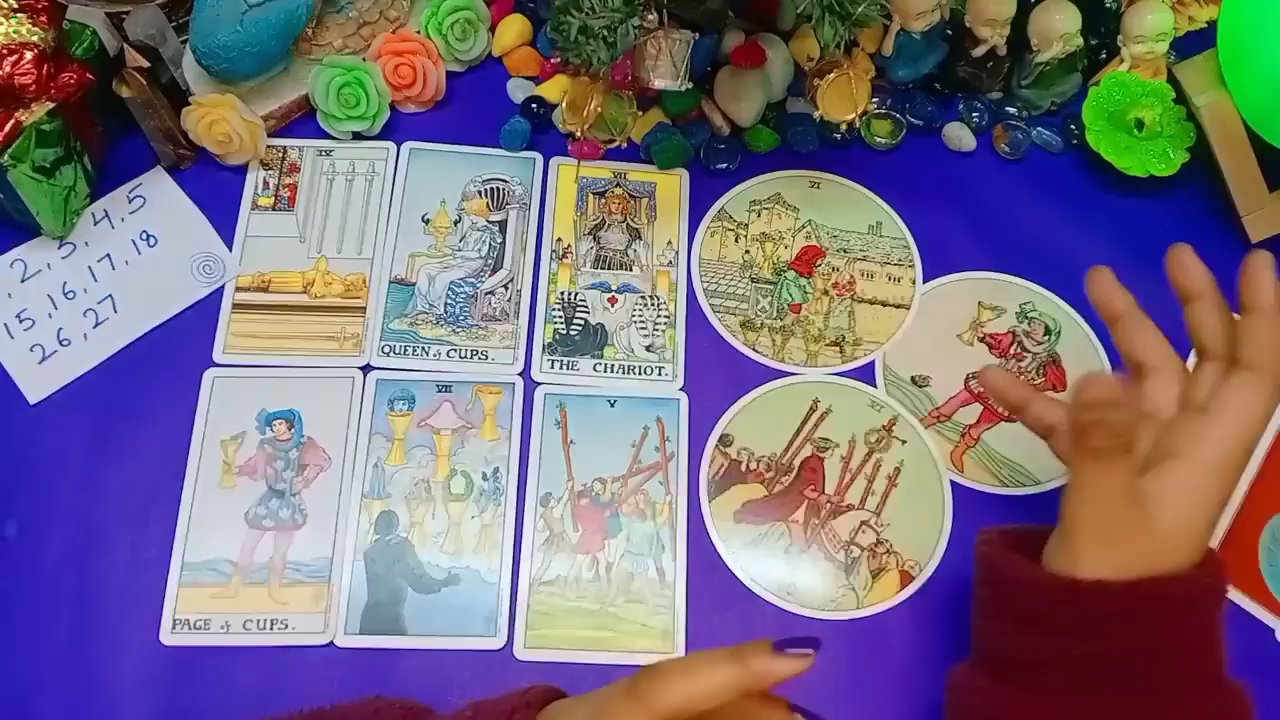 , 2, 3, 4, 5
15, 16, 17, 18
26, 27
IV
QUEEN of CUPS.
VII
THE CHARIOT.
VI
PAGE of CUPS.
VII
V
VI